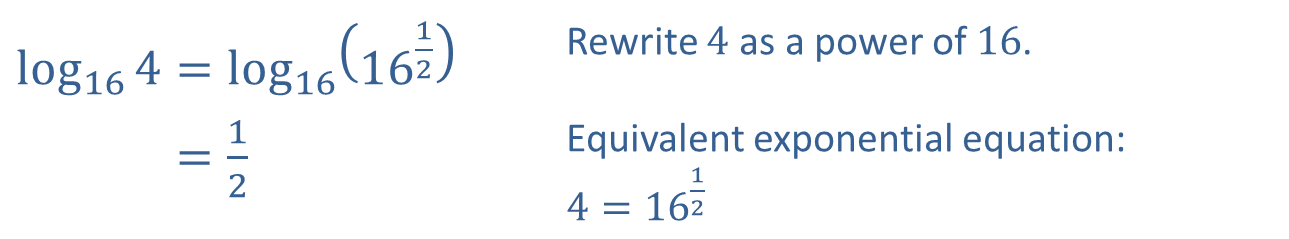 log₁₆ 4 = log₁₆(16^(1/2)) Rewrite 4 as a power of 16.
= 1/2 Equivalent exponential equation:
4 = 16^(1/2)